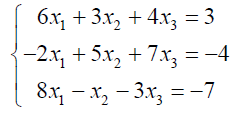 6x₁ + 3x₂ + 4x₃ = 3
−2x₁ + 5x₂ + 7x₃ = −4
8x₁ − x₂ − 3x₃ = −7